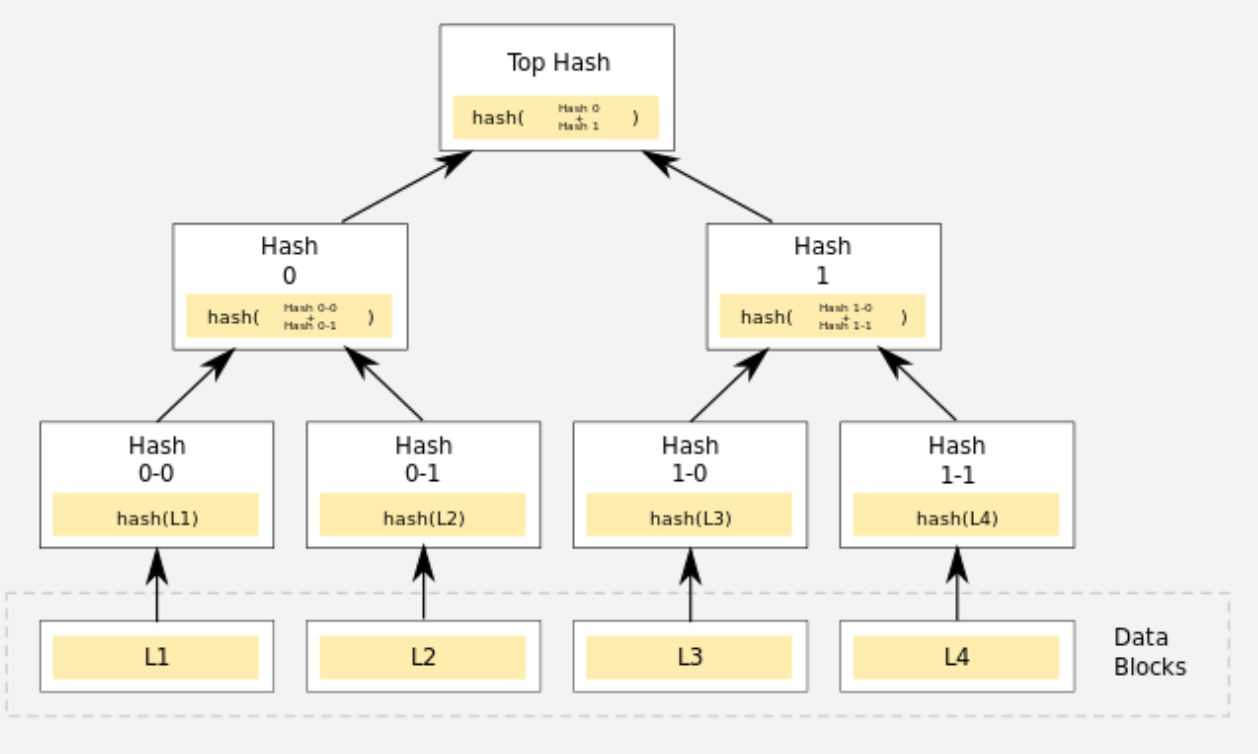 Top Hash
hash( Hash 0 + Hash 1 )
Hash
0
hash( Hash 0-0 + Hash 0-1 )
Hash
1
hash( Hash 1-0 + Hash 1-1 )
Hash
0-0
hash(L1)
Hash
0-1
hash(L2)
Hash
1-0
hash(L3)
Hash
1-1
hash(L4)
L1
L2
L3
L4
Data
Blocks